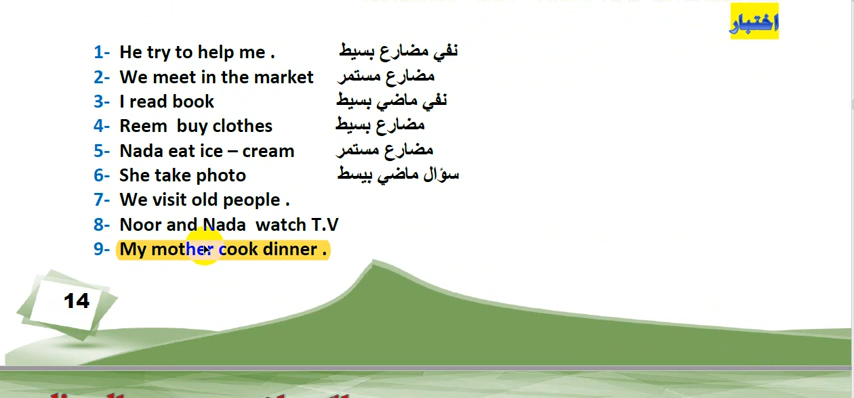 اختبار
1- He try to help me . نفي مضارع بسيط
2- We meet in the market مضارع مستمر
3- I read book نفي ماضي بسيط
4- Reem buy clothes مضارع بسيط
5- Nada eat ice – cream مضارع مستمر
6- She take photo سؤال ماضي بيسط
7- We visit old people .
8- Noor and Nada watch T.V
9- My mother cook dinner .
14